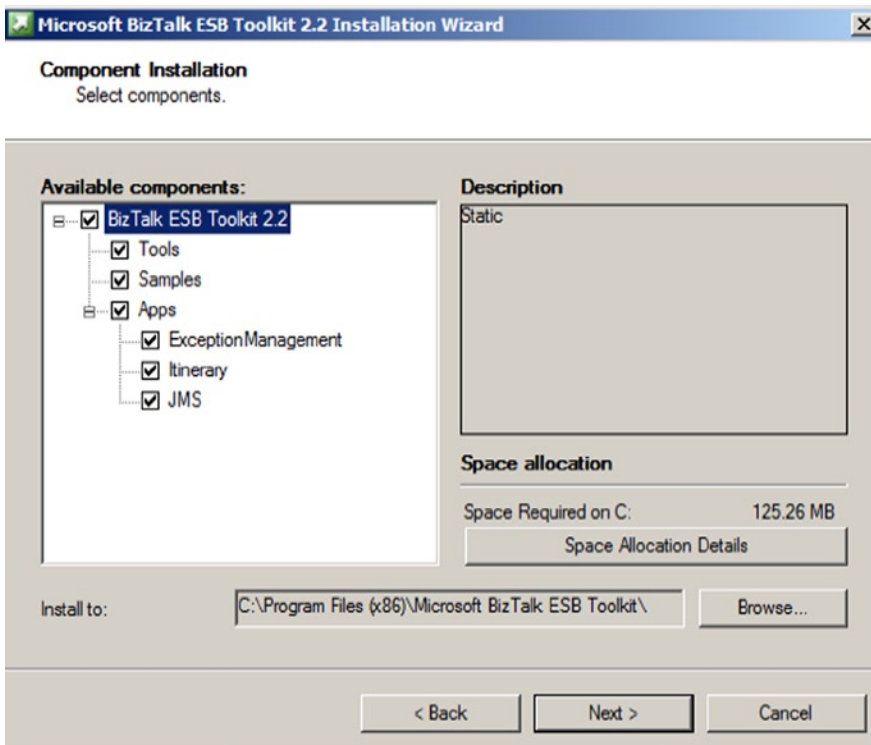 Microsoft BizTalk ESB Toolkit 2.2 Installation Wizard
Component Installation
Select components.
Available components:
BizTalk ESB Toolkit 2.2
Tools
Samples
Apps
ExceptionManagement
Itinerary
JMS
Description
Static
Space allocation
Space Required on C: 125.26 MB
Space Allocation Details
Install to: C:\Program Files (x86)\Microsoft BizTalk ESB Toolkit\ Browse...
< Back Next > Cancel